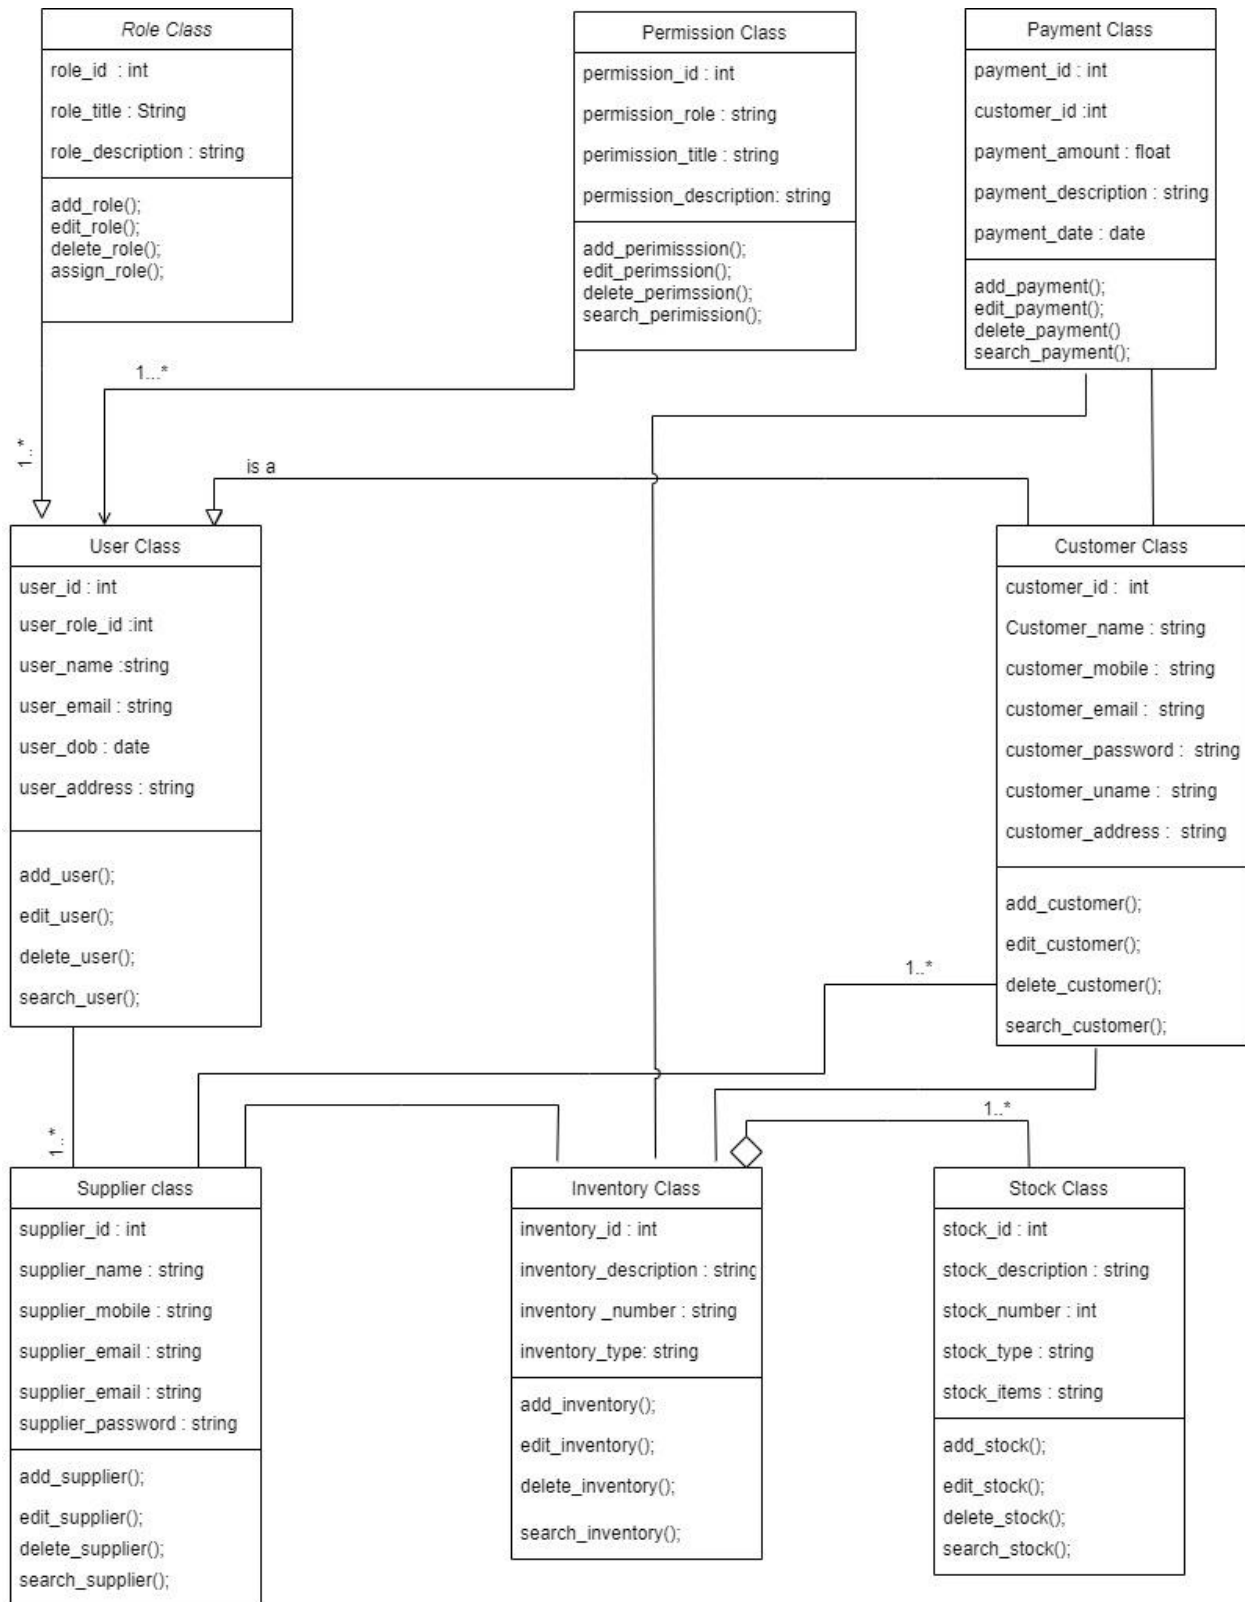 Role Class
role_id  : int
role_title : String
role_description : string
add_role();
edit_role();
delete_role();
assign_role();
Permission Class
permission_id : int
permission_role : string
perimission_title : string
permission_description: string
add_perimisssion();
edit_perimssion();
delete_perimssion();
search_perimission();
Payment Class
payment_id : int
customer_id :int
payment_amount : float
payment_description : string
payment_date : date
add_payment();
edit_payment();
delete_payment()
search_payment();
1...*
1..*
is a
User Class
user_id : int
user_role_id :int
user_name :string
user_email : string
user_dob : date
user_address : string
add_user();
edit_user();
delete_user();
search_user();
Customer Class
customer_id :  int
Customer_name : string
customer_mobile :  string
customer_email :  string
customer_password :  string
customer_uname :  string
customer_address :  string
add_customer();
edit_customer();
delete_customer();
search_customer();
1..*
1..*
1..*
Supplier class
supplier_id : int
supplier_name : string
supplier_mobile : string
supplier_email : string
supplier_email : string
supplier_password : string
add_supplier();
edit_supplier();
delete_supplier();
search_supplier();
Inventory Class
inventory_id : int
inventory_description : string
inventory _number : string
inventory_type: string
add_inventory();
edit_inventory();
delete_inventory();
search_inventory();
Stock Class
stock_id : int
stock_description : string
stock_number : int
stock_type : string
stock_items : string
add_stock();
edit_stock();
delete_stock();
search_stock();